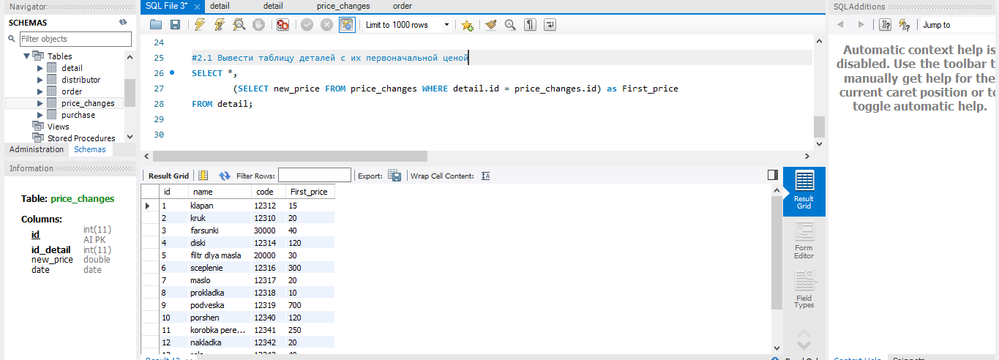 Navigator
SCHEMAS
Filter objects
Tables
detail
distributor
order
price_changes
purchase
Views
Stored Procedures
Administration Schemas
Information
Table: price_changes
Columns:
id int(11)
AI PK
id_detail int(11)
new_price double
date date
SQL File 3* detail detail price_changes order
Limit to 1000 rows
24
25 #2.1 Вывести таблицу деталей с их первоначальной ценой
26 SELECT *,
27 (SELECT new_price FROM price_changes WHERE detail.id = price_changes.id) as First_price
28 FROM detail;
29
30
Result Grid Filter Rows: Export: Wrap Cell Content:
id name code First_price
1 klapan 12312 15
2 kruk 12310 20
3 farsunki 30000 40
4 diski 12314 120
5 filtr dlya masla 20000 30
6 sceplenie 12316 300
7 maslo 12317 20
8 prokladka 12318 10
9 podveska 12319 700
10 porshen 12340 120
11 korobka pere... 12341 250
12 nakladka 12342 20
Result
Grid
Form
Editor
Field
Types
SQLAdditions
Jump to
Automatic context help is
disabled. Use the toolbar t
manually get help for the
current caret position or to
toggle automatic help.